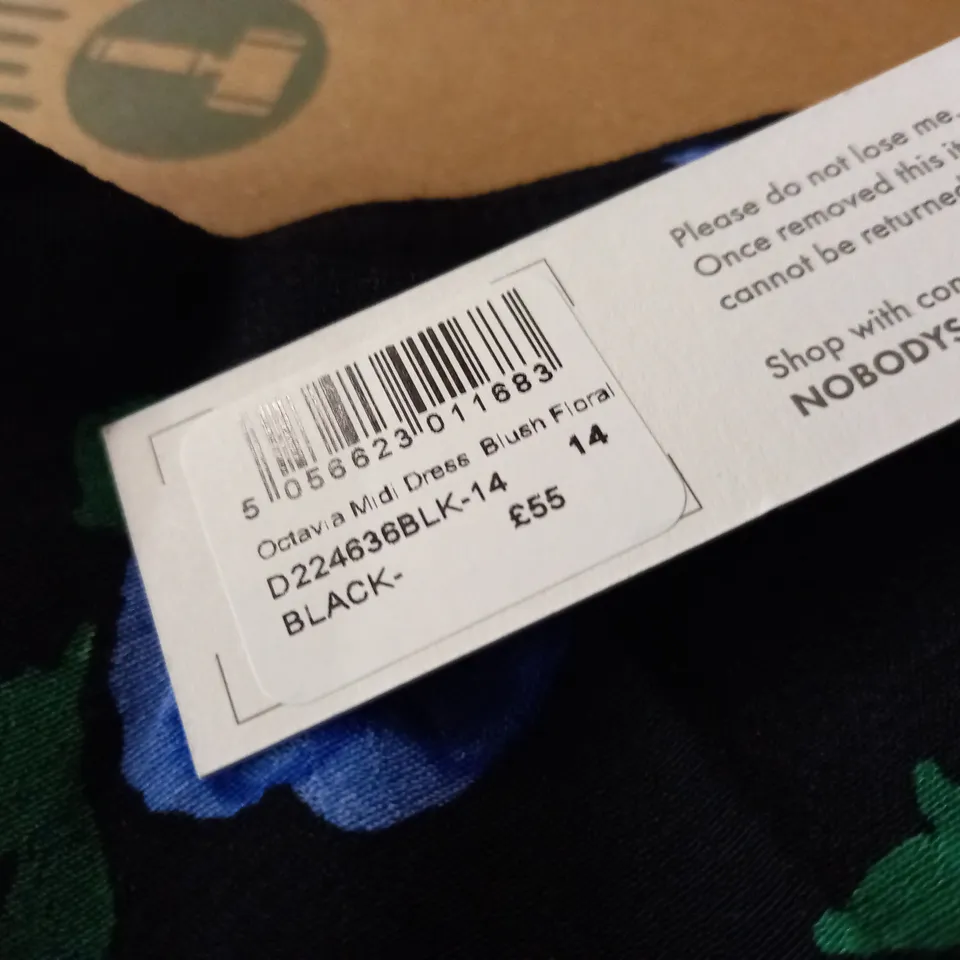 Please do not lose me.
Once removed this
cannot be returned
Shop with
NOBODYS
5 056623 011683
Octavia Midi Dress Blush Floral
D224636BLK-14 14
BLACK- £55